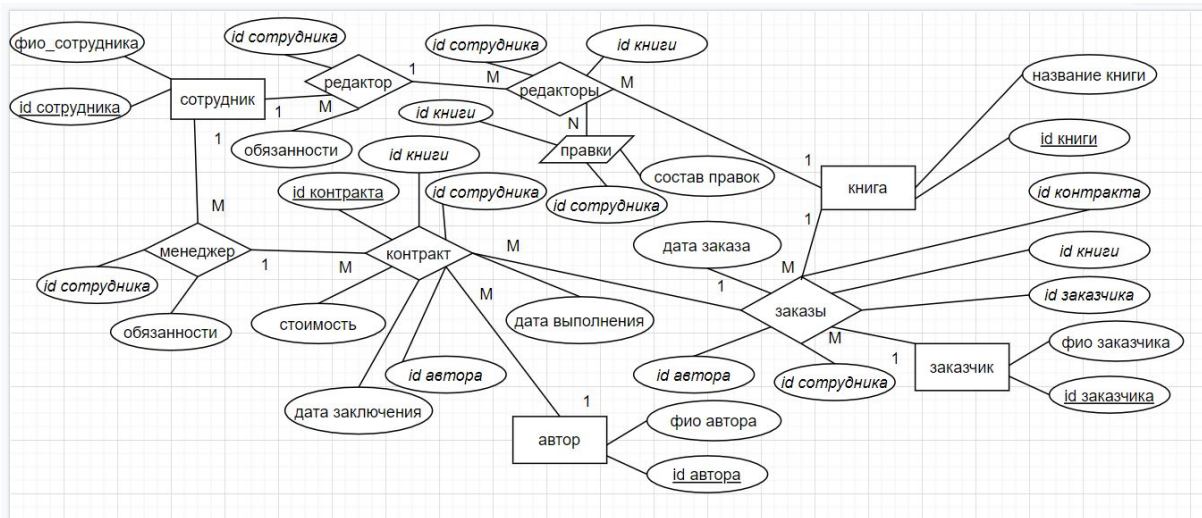 фио_сотрудника
id сотрудника
id сотрудника
id книги
редактор
1
M
редакторы
M
название книги
id сотрудника
сотрудник
1
M
id книги
N
обязанности
id книги
правки
id книги
1
состав правок
1
id контракта
id сотрудника
id сотрудника
книга
id контракта
M
1
менеджер
1
M
контракт
M
дата заказа
M
1
id книги
id сотрудника
M
id заказчика
обязанности
стоимость
дата выполнения
заказы
M
1
фио заказчика
id автора
id автора
id сотрудника
заказчик
id заказчика
дата заключения
1
фио автора
автор
id автора